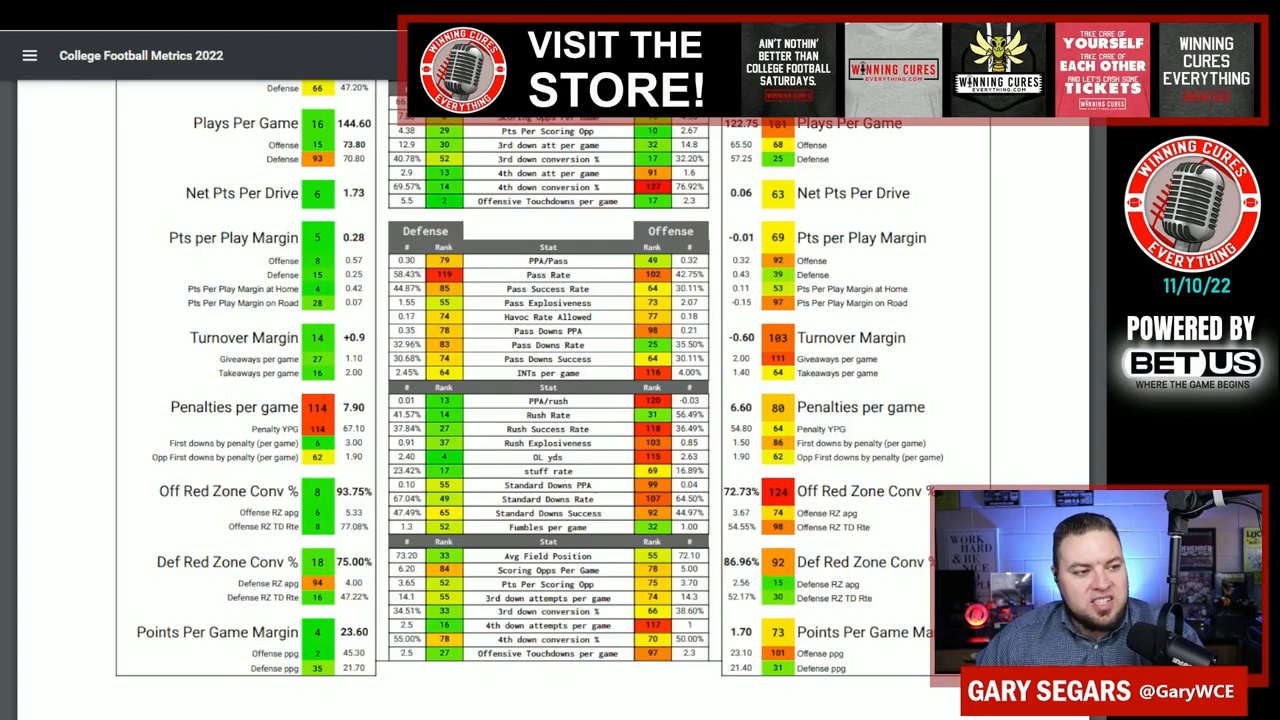 College Football Metrics 2022
VISIT THE
STORE!
AIN'T NOTHIN'
BETTER THAN
COLLEGE FOOTBALL
SATURDAYS.
WINNING CURES
EVERYTHING.COM
WINNING CURES
EVERYTHING.COM
TAKE CARE OF
YOURSELF
TAKE CARE OF
EACH OTHER
AND LET'S CASH SOME
TICKETS
WINNING
CURES
EVERYTHING
WINNING CURES
EVERYTHING
WINNING CURES
EVERYTHING
11/10/22
POWERED BY
BETUS
WHERE THE GAME BEGINS
Defense 66 47.20%
Plays Per Game 16 144.60
Offense 15 73.80
Defense 93 70.80
Net Pts Per Drive 6 1.73
Pts per Play Margin 5 0.28
Offense 8 0.57
Defense 15 0.25
Pts Per Play Margin at Home 4 0.42
Pts Per Play Margin on Road 28 0.07
Turnover Margin 14 +0.9
Giveaways per game 27 1.10
Takeaways per game 16 2.00
Penalties per game 114 7.90
Penalty YPG 114 67.10
First downs by penalty (per game) 6 3.00
Opp First downs by penalty (per game) 62 1.90
Off Red Zone Conv % 8 93.75%
Offense RZ apg 6 5.33
Offense RZ TD Rte 8 77.08%
Def Red Zone Conv % 18 75.00%
Defense RZ apg 94 4.00
Defense RZ TD Rte 16 47.22%
Points Per Game Margin 4 23.60
Offense ppg 2 45.30
Defense ppg 35 21.70
4.38 29 Pts Per Scoring Opp 10 2.67
12.9 30 3rd down att per game 32 14.8
40.78% 52 3rd down conversion % 17 32.20%
2.9 13 4th down att per game 91 1.6
69.57% 14 4th down conversion % 127 76.92%
5.5 2 Offensive Touchdowns per game 17 2.3
Defense Offense
# Rank Stat Rank #
0.30 79 PPA/Pass 49 0.32
58.43% 119 Pass Rate 102 42.75%
44.87% 85 Pass Success Rate 64 30.11%
1.55 55 Pass Explosiveness 73 2.07
0.17 74 Havoc Rate Allowed 77 0.18
0.35 78 Pass Downs PPA 98 0.21
32.96% 83 Pass Downs Rate 25 35.50%
30.68% 74 Pass Downs Success 64 30.11%
2.45% 64 INTs per game 116 4.00%
# Rank Stat Rank #
0.01 13 PPA/rush 120 -0.03
41.57% 14 Rush Rate 31 56.49%
37.84% 27 Rush Success Rate 118 36.49%
0.91 37 Rush Explosiveness 103 0.85
2.40 4 OL yds 115 2.63
23.42% 17 stuff rate 69 16.89%
0.10 55 Standard Downs PPA 99 0.04
67.04% 49 Standard Downs Rate 107 64.50%
47.49% 65 Standard Downs Success 92 44.97%
1.3 52 Fumbles per game 32 1.00
# Rank Stat Rank #
73.20 33 Avg Field Position 55 72.10
6.20 84 Scoring Opps Per Game 78 5.00
3.65 52 Pts Per Scoring Opp 75 3.70
14.1 55 3rd down attempts per game 74 14.3
34.51% 33 3rd down conversion % 66 38.60%
2.5 16 4th down attempts per game 117 1
55.00% 78 4th down conversion % 70 50.00%
2.5 27 Offensive Touchdowns per game 97 2.3
122.75 101 Plays Per Game
65.50 68 Offense
57.25 25 Defense
0.06 63 Net Pts Per Drive
-0.01 69 Pts per Play Margin
0.32 92 Offense
0.43 39 Defense
0.11 53 Pts Per Play Margin at Home
-0.15 97 Pts Per Play Margin on Road
-0.60 103 Turnover Margin
2.00 111 Giveaways per game
1.40 64 Takeaways per game
6.60 80 Penalties per game
54.80 64 Penalty YPG
1.50 86 First downs by penalty (per game)
1.90 62 Opp First downs by penalty (per game)
72.73% 124 Off Red Zone Conv %
3.67 74 Offense RZ apg
54.55% 98 Offense RZ TD Rte
86.96% 92 Def Red Zone Conv %
2.56 15 Defense RZ apg
52.17% 30 Defense RZ TD Rte
1.70 73 Points Per Game Ma
23.10 101 Offense ppg
21.40 31 Defense ppg
WORK
HARD
& BE
GARY SEGARS @GaryWCE